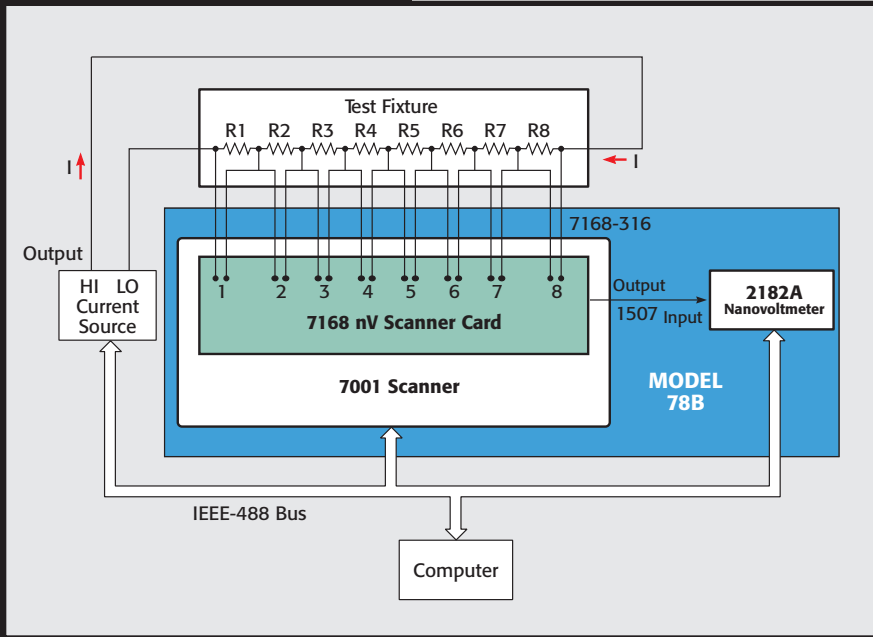 Test Fixture
R1 R2 R3 R4 R5 R6 R7 R8
I
I
7168-316
Output
HI LO
Current
Source
1 2 3 4 5 6 7 8
7168 nV Scanner Card
Output
1507 Input
2182A
Nanovoltmeter
7001 Scanner
MODEL
78B
IEEE-488 Bus
Computer